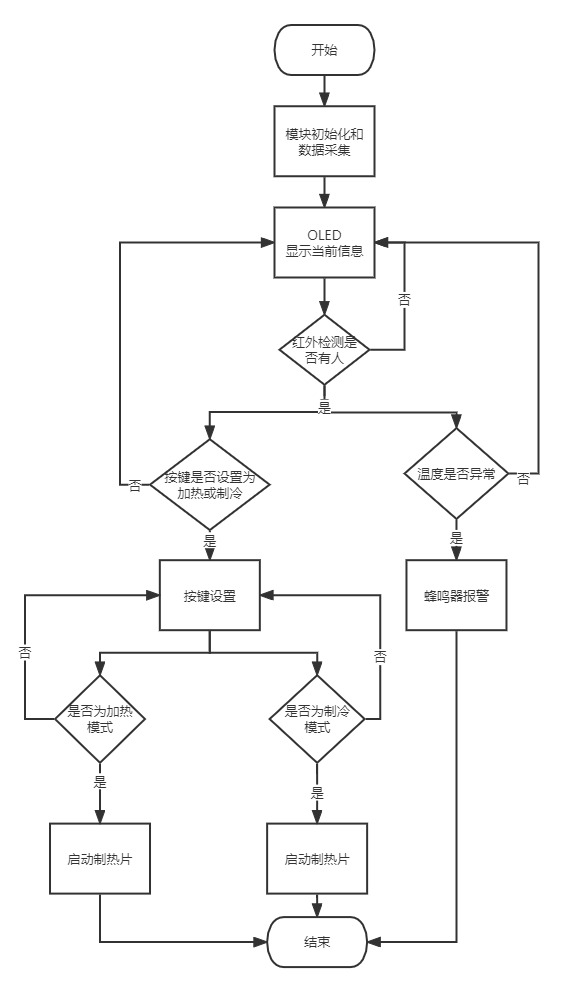 开始
模块初始化和
数据采集
OLED
显示当前信息
否
红外检测是
否有人
是
按键是否设置为
加热或制冷
否
温度是否异常
否
是
是
按键设置
蜂鸣器报警
否
否
是否为加热
模式
是否为制冷
模式
是
是
启动制热片
启动制热片
结束